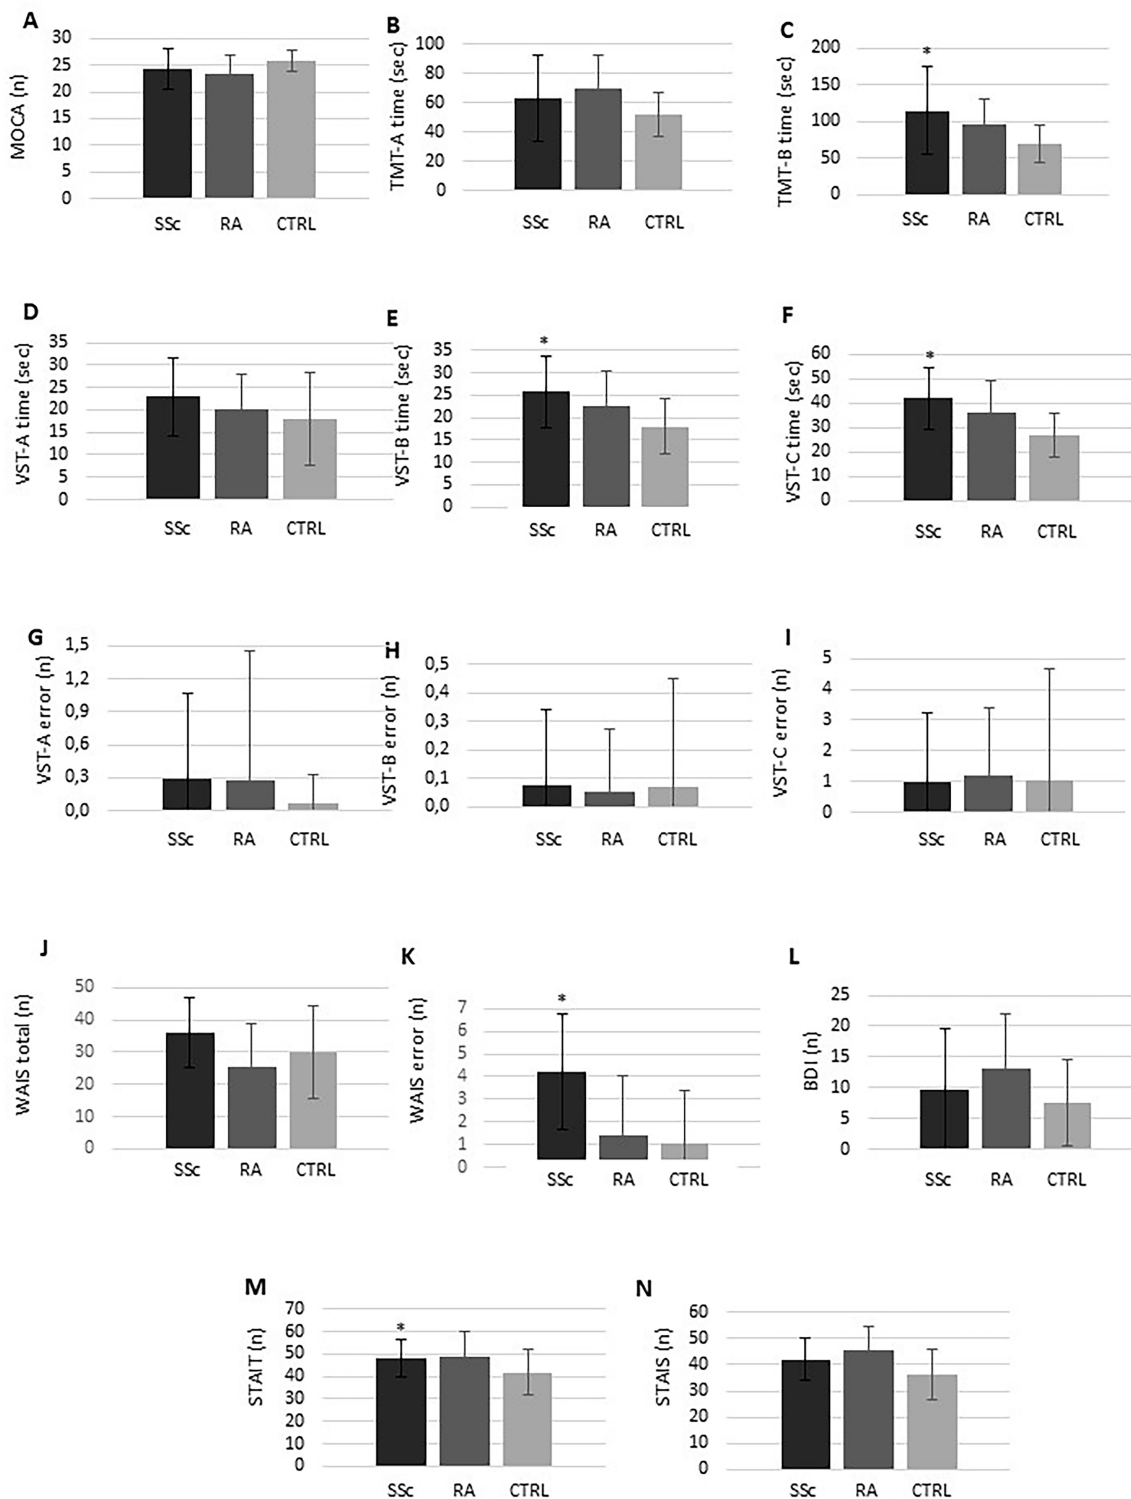 A
MOCA (n)
30
25
20
15
10
5
0
SSc RA CTRL
B
TMT-A time (sec)
100
80
60
40
20
0
SSc RA CTRL
C
TMT-B time (sec)
200
150
100
50
0
*
SSc RA CTRL
D
VST-A time (sec)
35
30
25
20
15
10
5
0
SSc RA CTRL
E
VST-B time (sec)
35
30
25
20
15
10
5
0
*
SSc RA CTRL
F
VST-C time (sec)
60
50
40
30
20
10
0
*
SSc RA CTRL
G
VST-A error (n)
1,5
1,2
0,9
0,6
0,3
0,0
SSc RA CTRL
H
VST-B error (n)
0,5
0,4
0,3
0,2
0,1
0,0
SSc RA CTRL
I
VST-C error (n)
5
4
3
2
1
0
SSc RA CTRL
J
WAIS total (n)
50
40
30
20
10
0
SSc RA CTRL
K
WAIS error (n)
7
6
5
4
3
2
1
0
*
SSc RA CTRL
L
BDI (n)
25
20
15
10
5
0
SSc RA CTRL
M
STAIT (n)
70
60
50
40
30
20
10
0
*
SSc RA CTRL
N
STAIS (n)
60
50
40
30
20
10
0
SSc RA CTRL